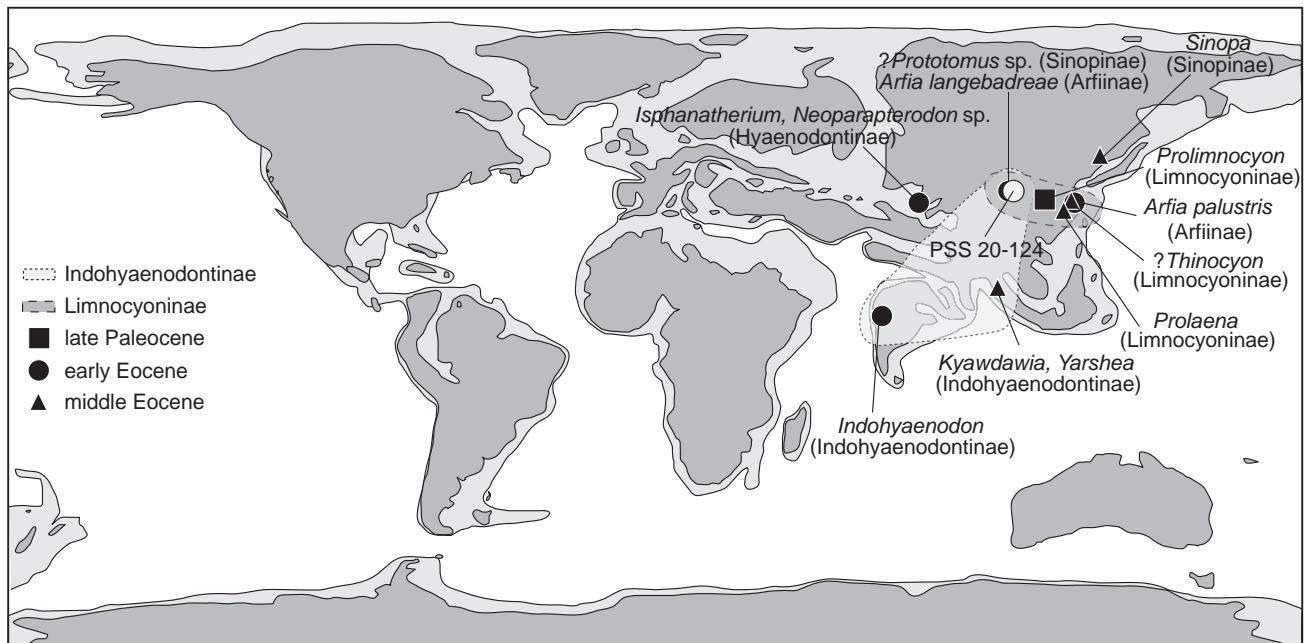 Sinopa
(Sinopinae)
?Prototomus sp. (Sinopinae)
Arfia langebadreae (Arfiinae)
Isphanatherium, Neoparapterodon sp.
(Hyaenodontinae)
Prolimnocyon
(Limnocyoninae)
Arfia palustris
(Arfiinae)
PSS 20-124
?Thinocyon
(Limnocyoninae)
Prolaena
(Limnocyoninae)
Kyawdawia, Yarshea
(Indohyaenodontinae)
Indohyaenodon
(Indohyaenodontinae)
Indohyaenodontinae
Limnocyoninae
late Paleocene
early Eocene
middle Eocene